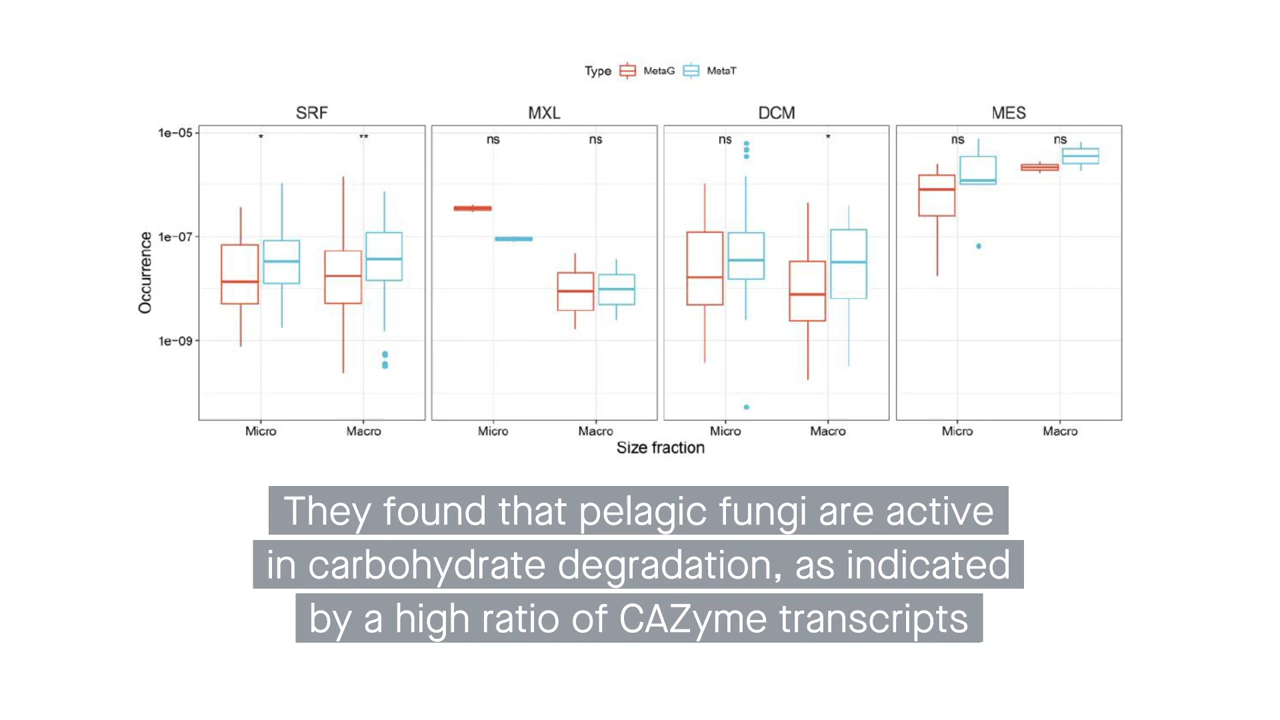 Type MetaG MetaT
SRF MXL DCM MES
1e−05
* ** ns ns ns * ns ns
1e−07
1e−09
Occurrence
Micro Macro Micro Macro Micro Macro Micro Macro
Size fraction
They found that pelagic fungi are active
in carbohydrate degradation, as indicated
by a high ratio of CAZyme transcripts